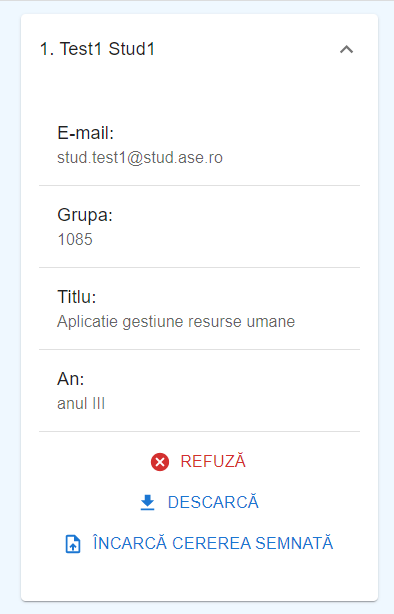 1. Test1 Stud1
E-mail:
stud.test1@stud.ase.ro
Grupa:
1085
Titlu:
Aplicatie gestiune resurse umane
An:
anul III
REFUZĂ
DESCARCĂ
ÎNCARCĂ CEREREA SEMNATĂ